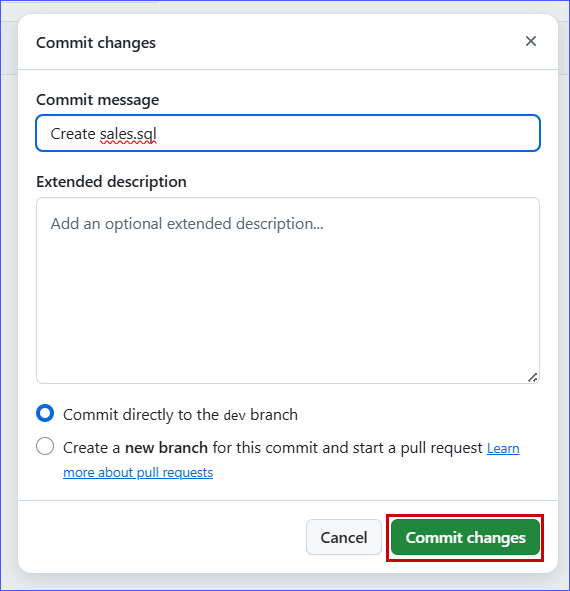 Commit changes
Commit message
Create sales.sql
Extended description
Add an optional extended description...
Commit directly to the dev branch
Create a new branch for this commit and start a pull request Learn
more about pull requests
Cancel
Commit changes